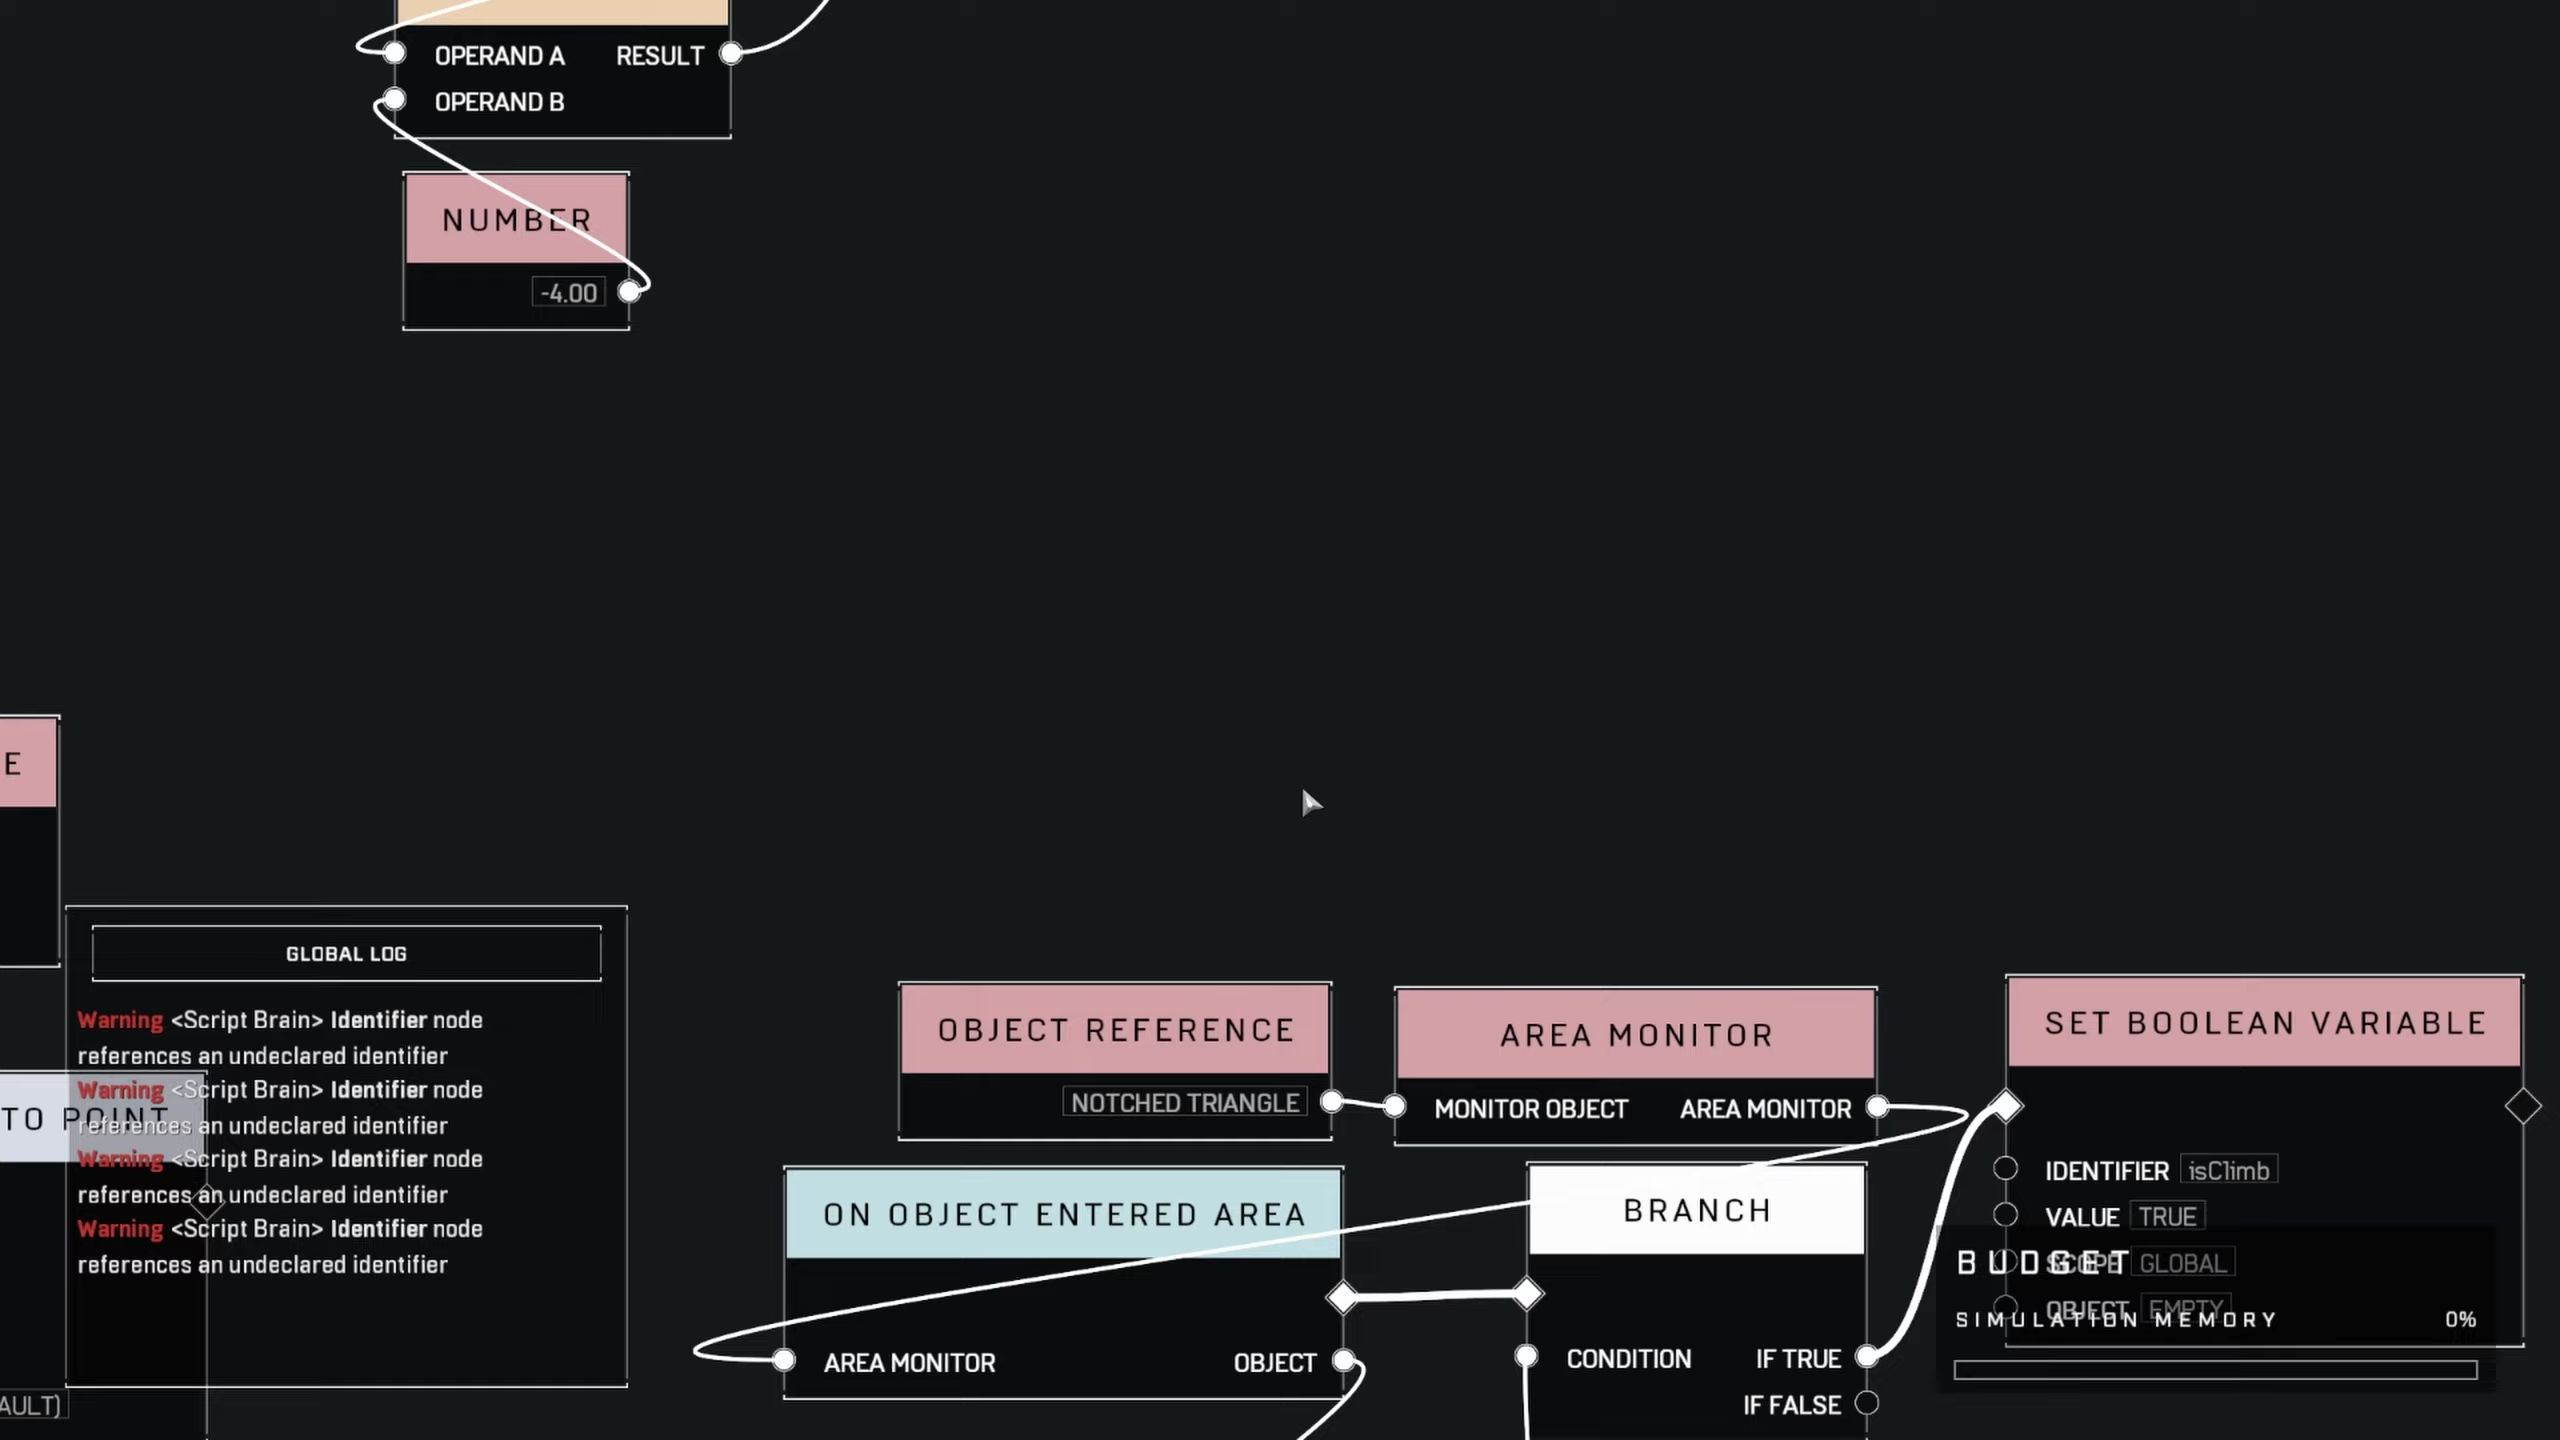 OPERAND A RESULT
OPERAND B
NUMBER
-4.00
E
GLOBAL LOG
Warning <Script Brain> Identifier node
references an undeclared identifier
Warning <Script Brain> Identifier node
references an undeclared identifier
Warning <Script Brain> Identifier node
references an undeclared identifier
Warning <Script Brain> Identifier node
references an undeclared identifier
TO POINT
AULT)
OBJECT REFERENCE
NOTCHED TRIANGLE
AREA MONITOR
MONITOR OBJECT AREA MONITOR
ON OBJECT ENTERED AREA
AREA MONITOR OBJECT
BRANCH
CONDITION IF TRUE
IF FALSE
SET BOOLEAN VARIABLE
IDENTIFIER isClimb
VALUE TRUE
SCOPE GLOBAL
OBJECT EMPTY
BUDGET
SIMULATION MEMORY 0%